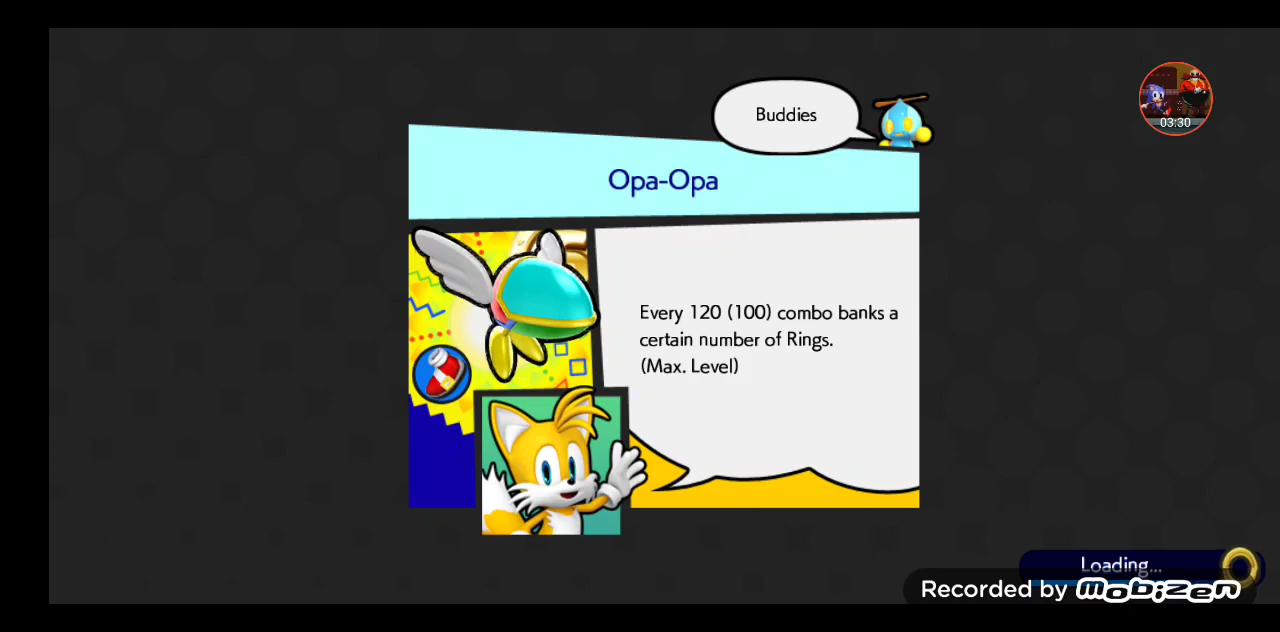 Buddies
03:30
Opa-Opa
Every 120 (100) combo banks a
certain number of Rings.
(Max. Level)
Loading...
Recorded by mobizen